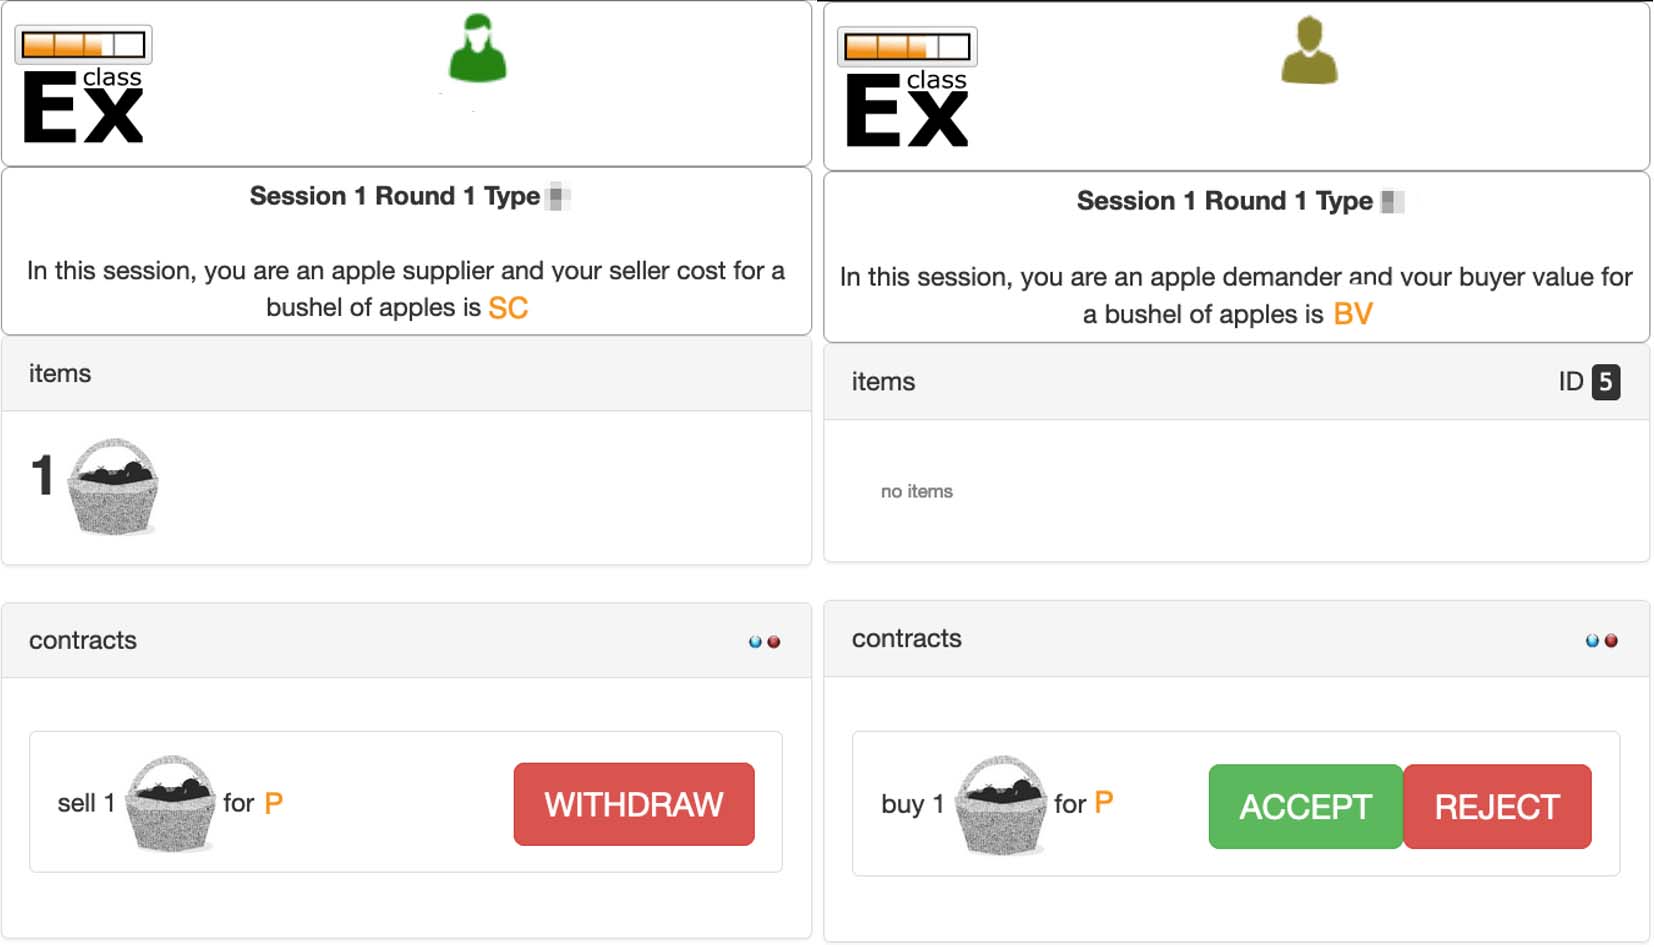 class
Ex
Session 1 Round 1 Type
In this session, you are an apple supplier and your seller cost for a
bushel of apples is SC
items
1
contracts
sell 1 for P
WITHDRAW
class
Ex
Session 1 Round 1 Type
In this session, you are an apple demander and your buyer value for
a bushel of apples is BV
items
ID 5
no items
contracts
buy 1 for P
ACCEPT
REJECT